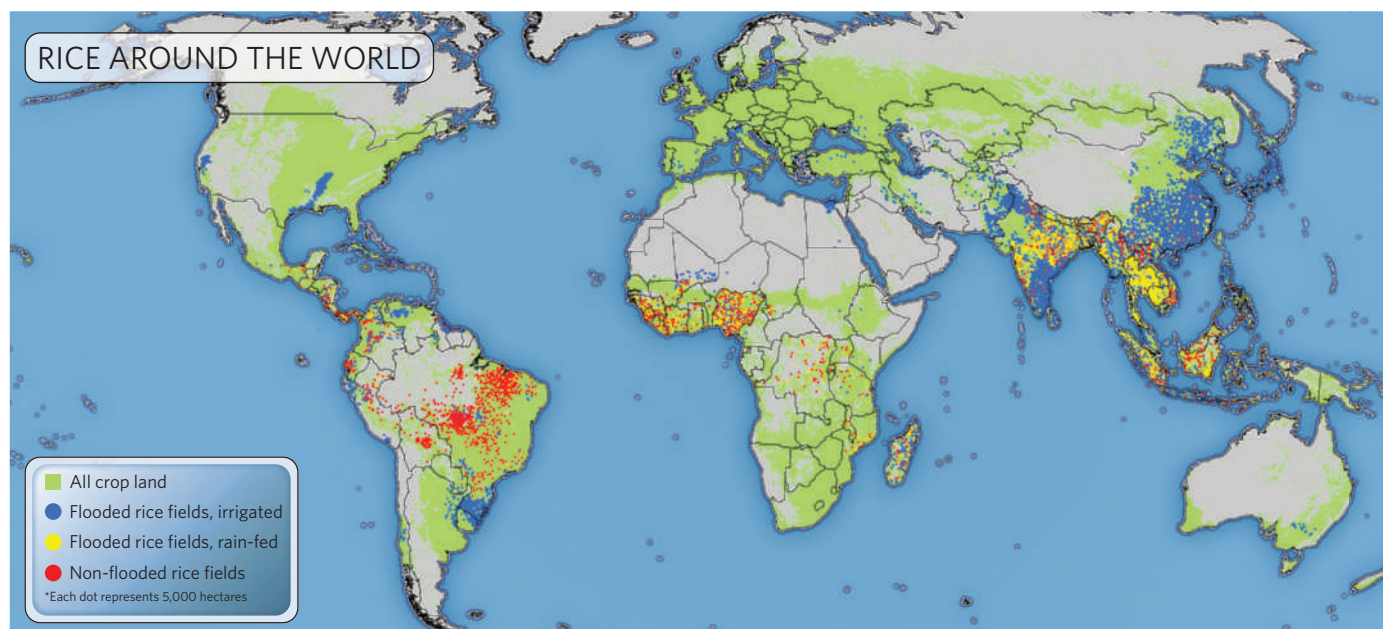 RICE AROUND THE WORLD
All crop land
Flooded rice fields, irrigated
Flooded rice fields, rain-fed
Non-flooded rice fields
*Each dot represents 5,000 hectares